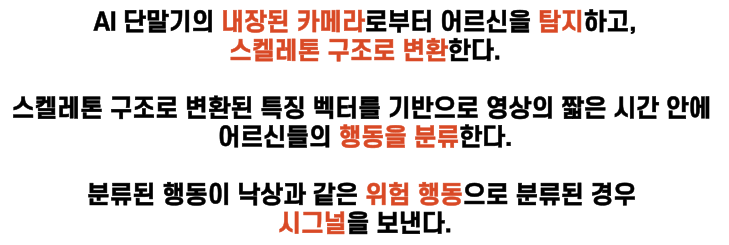 AI 단말기의 내장된 카메라로부터 어르신을 탐지하고,
스켈레톤 구조로 변환한다.
스켈레톤 구조로 변환된 특징 벡터를 기반으로 영상의 짧은 시간 안에
어르신들의 행동을 분류한다.
분류된 행동이 낙상과 같은 위험 행동으로 분류된 경우
시그널을 보낸다.